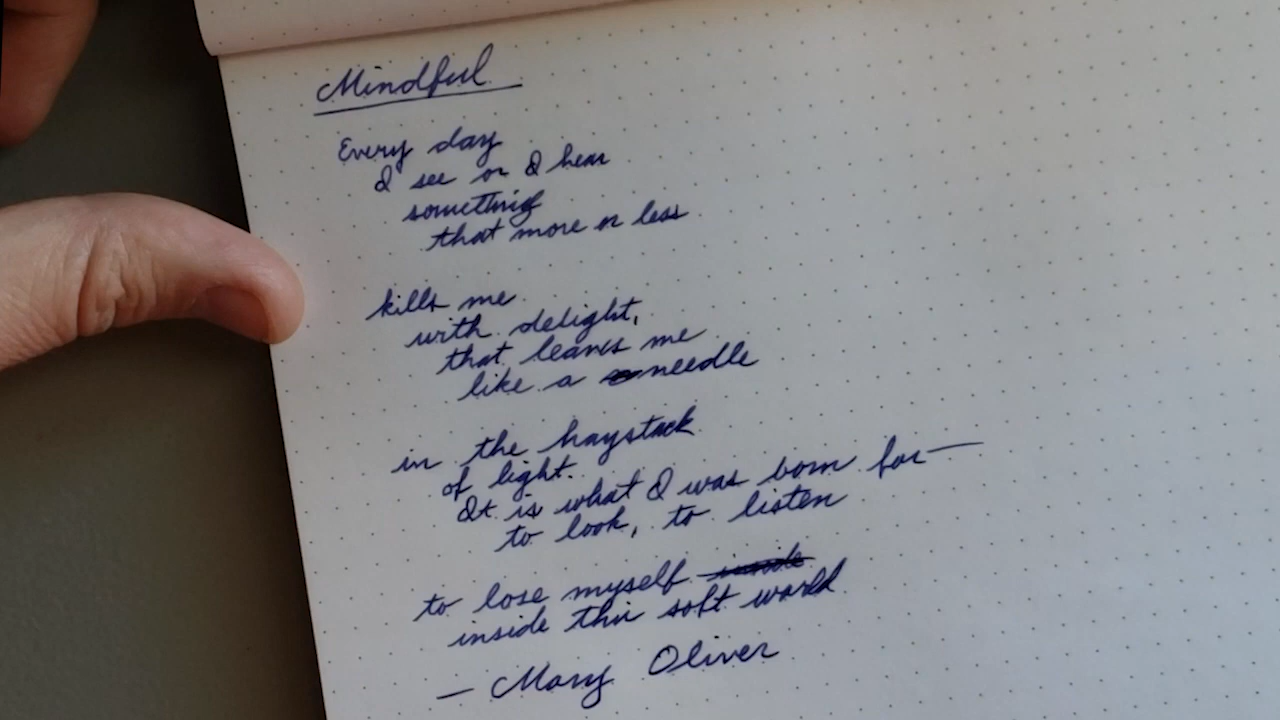 Mindful
Every day
I see or I hear
something
that more or less
kills me
with delight,
that leaves me
like a needle
in the haystack
of light.
It is what I was born for—
to look, to listen
to lose myself inside
inside this soft world
— Mary Oliver